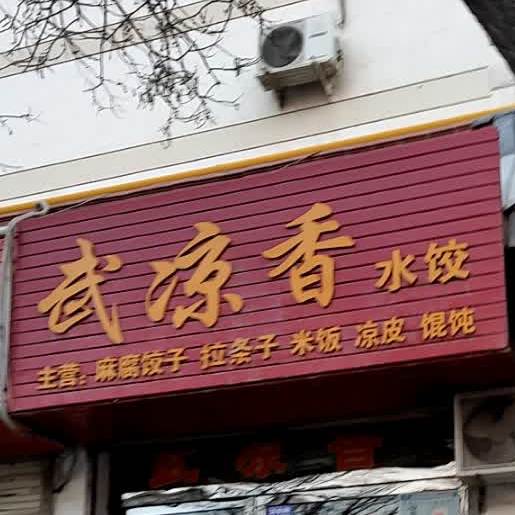 武凉香 水饺
主营：麻腐饺子 拉条子 米饭 凉皮 馄饨